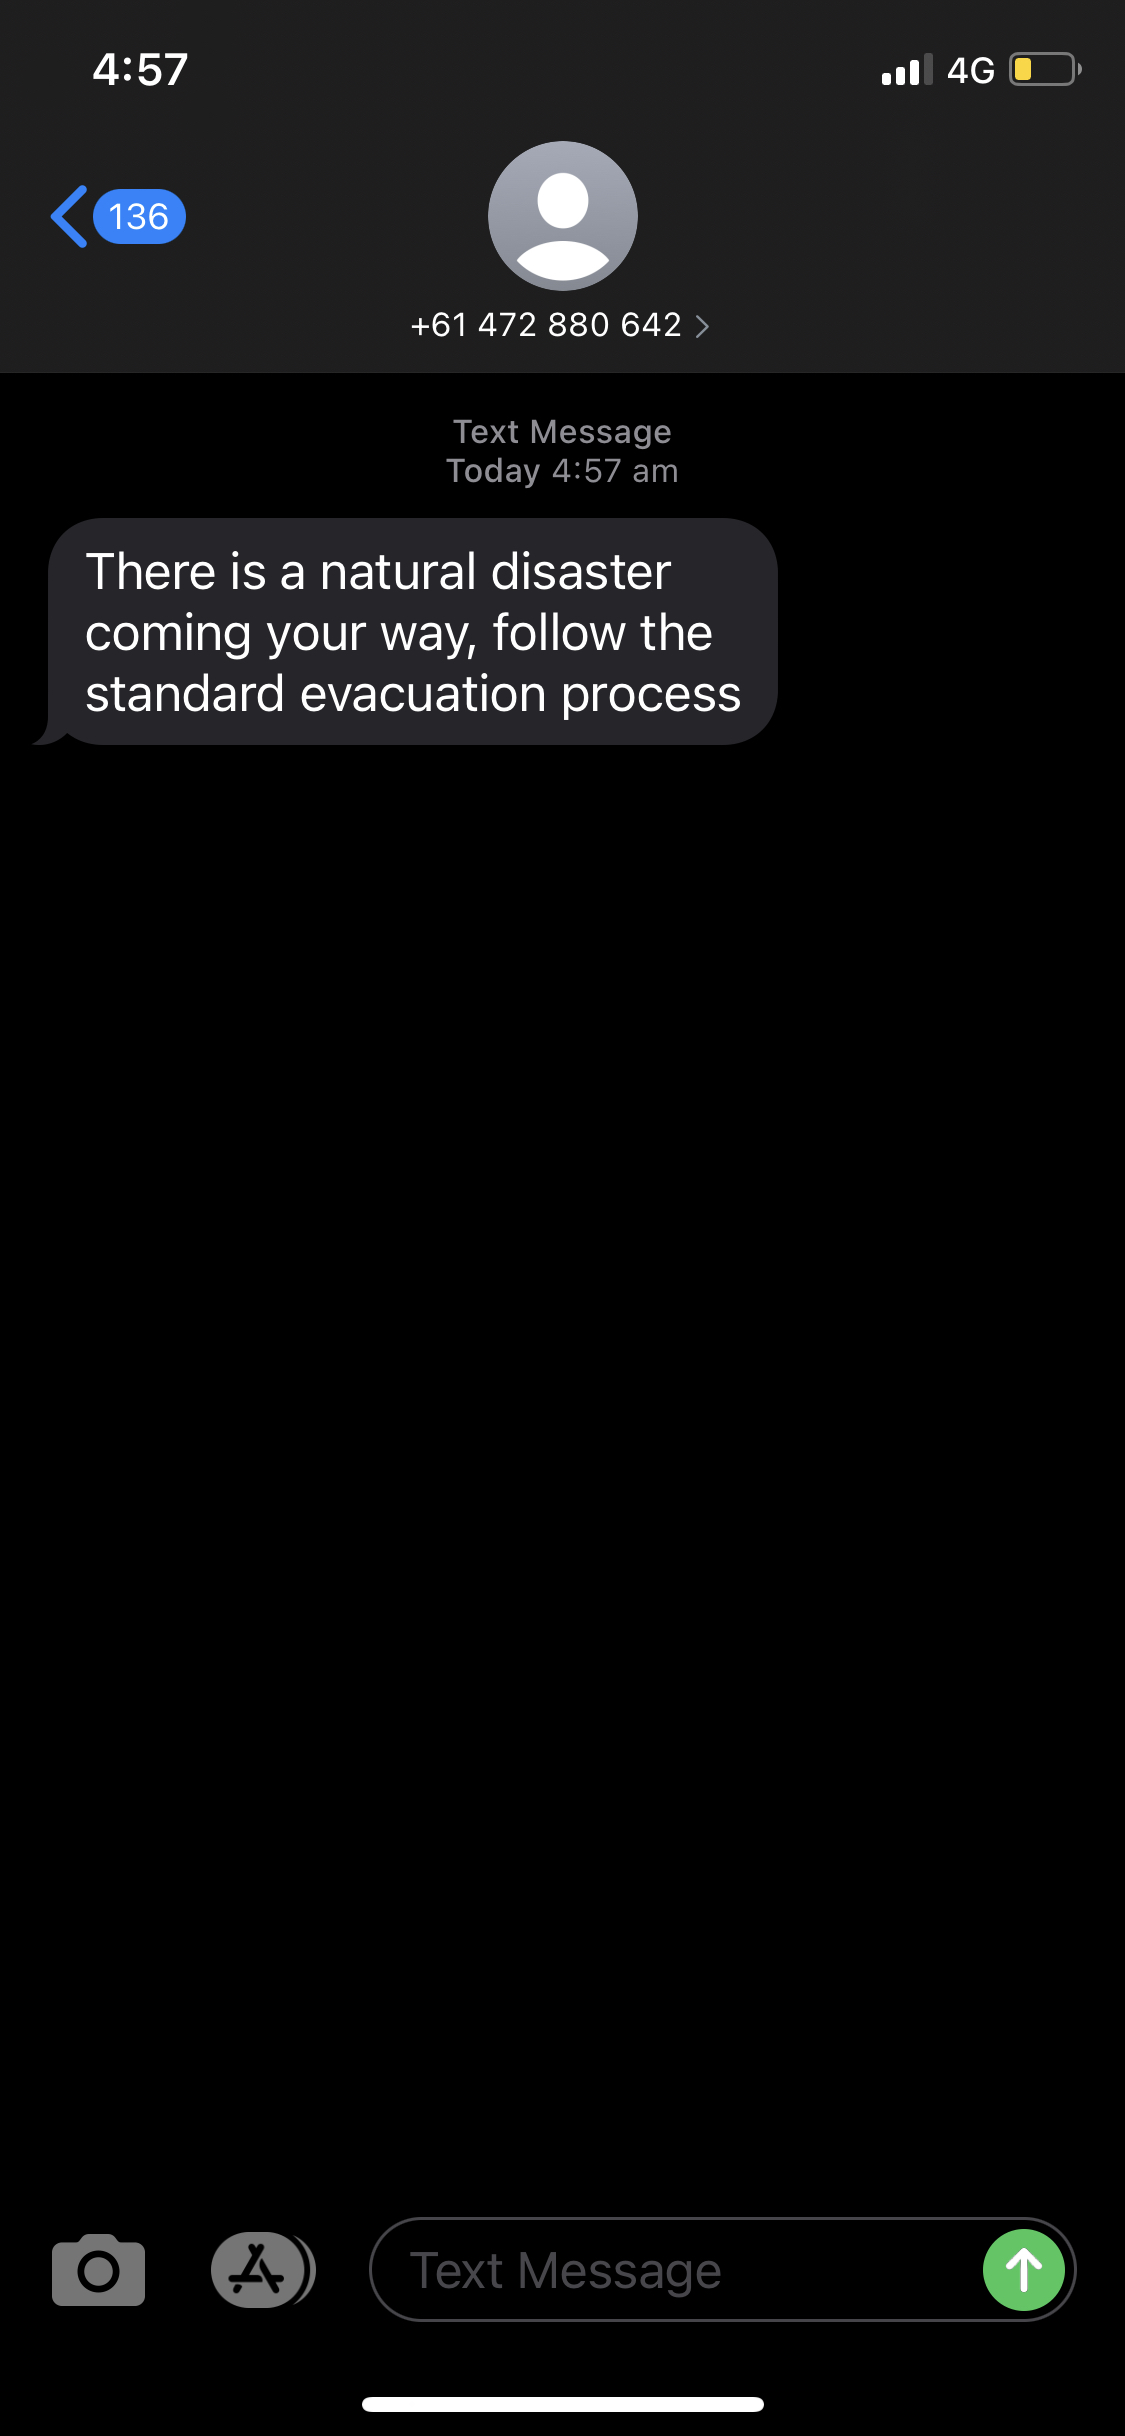 4:57
4G
136
+61 472 880 642
Text Message
Today 4:57 am
There is a natural disaster
coming your way, follow the
standard evacuation process
Text Message